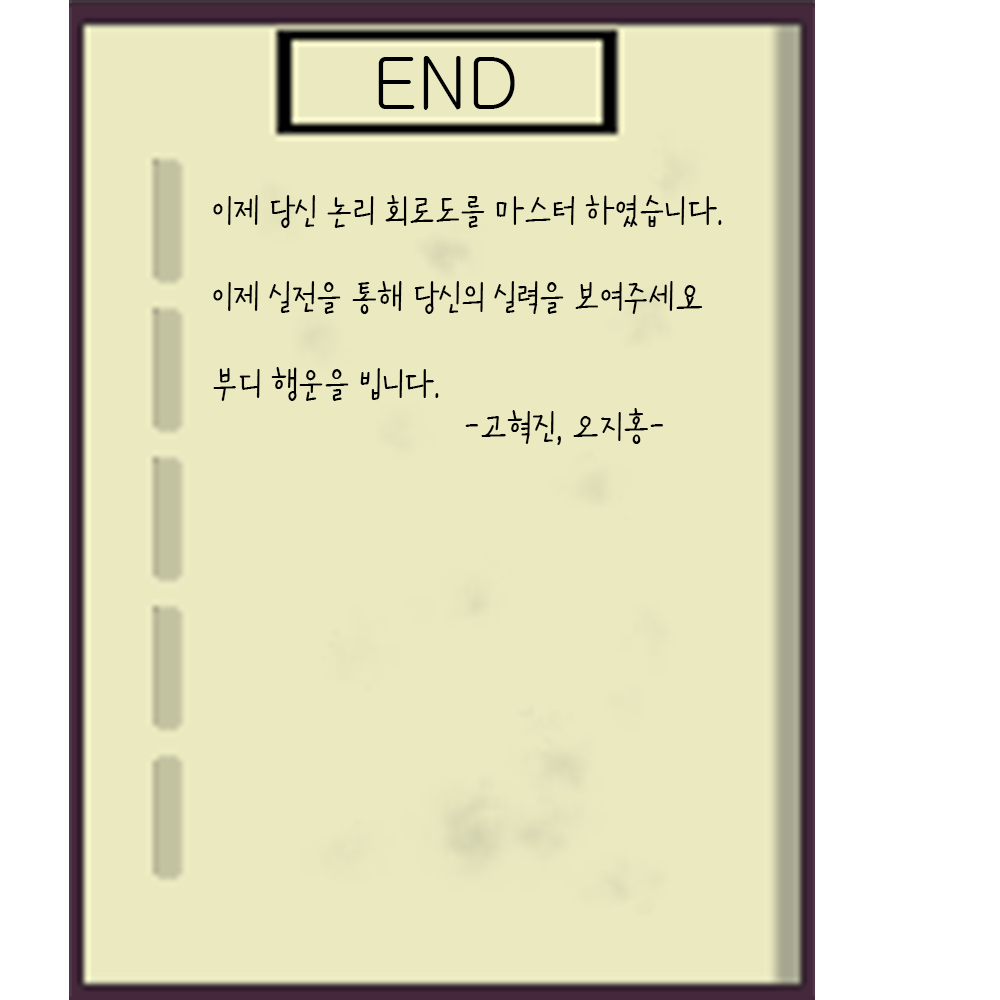 END
이제 당신 논리 회로도를 마스터 하였습니다.
이제 실전을 통해 당신의 실력을 보여주세요
부디 행운을 빕니다.
-고혁진, 오지홍-